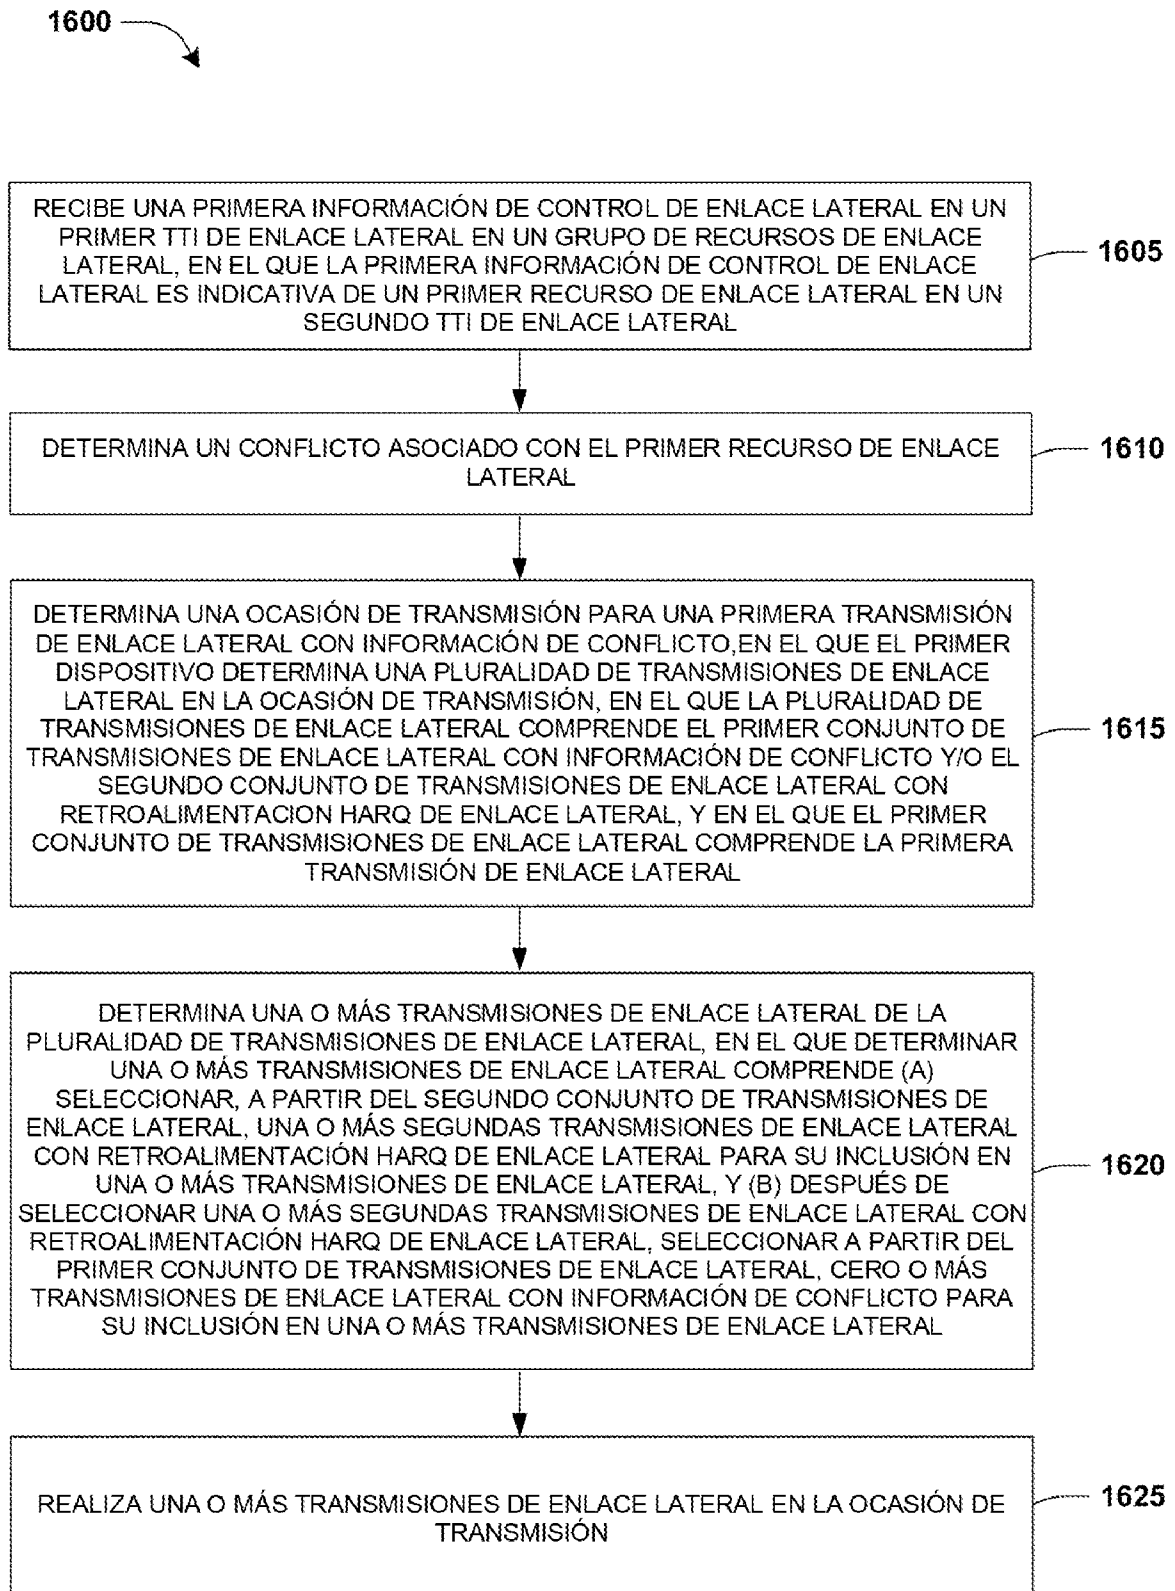 1600
RECIBE UNA PRIMERA INFORMACIÓN DE CONTROL DE ENLACE LATERAL EN UN
PRIMER TTI DE ENLACE LATERAL EN UN GRUPO DE RECURSOS DE ENLACE
LATERAL, EN EL QUE LA PRIMERA INFORMACIÓN DE CONTROL DE ENLACE
LATERAL ES INDICATIVA DE UN PRIMER RECURSO DE ENLACE LATERAL EN UN
SEGUNDO TTI DE ENLACE LATERAL
1605
DETERMINA UN CONFLICTO ASOCIADO CON EL PRIMER RECURSO DE ENLACE
LATERAL
1610
DETERMINA UNA OCASIÓN DE TRANSMISIÓN PARA UNA PRIMERA TRANSMISIÓN
DE ENLACE LATERAL CON INFORMACIÓN DE CONFLICTO,EN EL QUE EL PRIMER
DISPOSITIVO DETERMINA UNA PLURALIDAD DE TRANSMISIONES DE ENLACE
LATERAL EN LA OCASIÓN DE TRANSMISIÓN, EN EL QUE LA PLURALIDAD DE
TRANSMISIONES DE ENLACE LATERAL COMPRENDE EL PRIMER CONJUNTO DE
TRANSMISIONES DE ENLACE LATERAL CON INFORMACIÓN DE CONFLICTO Y/O EL
SEGUNDO CONJUNTO DE TRANSMISIONES DE ENLACE LATERAL CON
RETROALIMENTACION HARQ DE ENLACE LATERAL, Y EN EL QUE EL PRIMER
CONJUNTO DE TRANSMISIONES DE ENLACE LATERAL COMPRENDE LA PRIMERA
TRANSMISIÓN DE ENLACE LATERAL
1615
DETERMINA UNA O MÁS TRANSMISIONES DE ENLACE LATERAL DE LA
PLURALIDAD DE TRANSMISIONES DE ENLACE LATERAL, EN EL QUE DETERMINAR
UNA O MÁS TRANSMISIONES DE ENLACE LATERAL COMPRENDE (A)
SELECCIONAR, A PARTIR DEL SEGUNDO CONJUNTO DE TRANSMISIONES DE
ENLACE LATERAL, UNA O MÁS SEGUNDAS TRANSMISIONES DE ENLACE LATERAL
CON RETROALIMENTACIÓN HARQ DE ENLACE LATERAL PARA SU INCLUSIÓN EN
UNA O MÁS TRANSMISIONES DE ENLACE LATERAL, Y (B) DESPUÉS DE
SELECCIONAR UNA O MÁS SEGUNDAS TRANSMISIONES DE ENLACE LATERAL CON
RETROALIMENTACIÓN HARQ DE ENLACE LATERAL, SELECCIONAR A PARTIR DEL
PRIMER CONJUNTO DE TRANSMISIONES DE ENLACE LATERAL, CERO O MÁS
TRANSMISIONES DE ENLACE LATERAL CON INFORMACIÓN DE CONFLICTO PARA
SU INCLUSIÓN EN UNA O MÁS TRANSMISIONES DE ENLACE LATERAL
1620
REALIZA UNA O MÁS TRANSMISIONES DE ENLACE LATERAL EN LA OCASIÓN DE
TRANSMISIÓN
1625